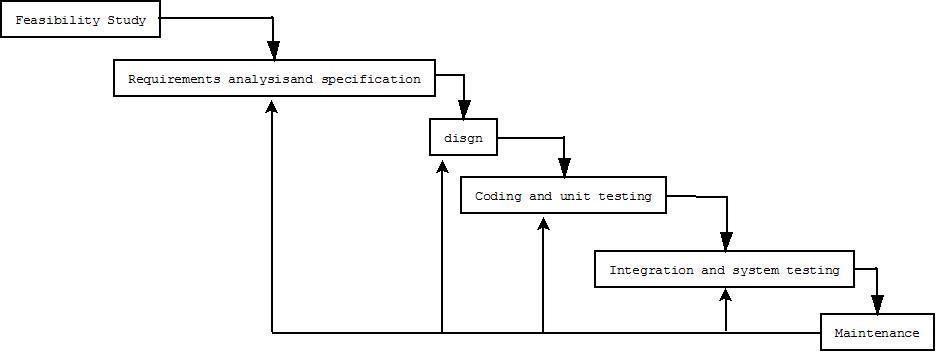 Feasibility Study
Requirements analysisand specification
disgn
Coding and unit testing
Integration and system testing
Maintenance